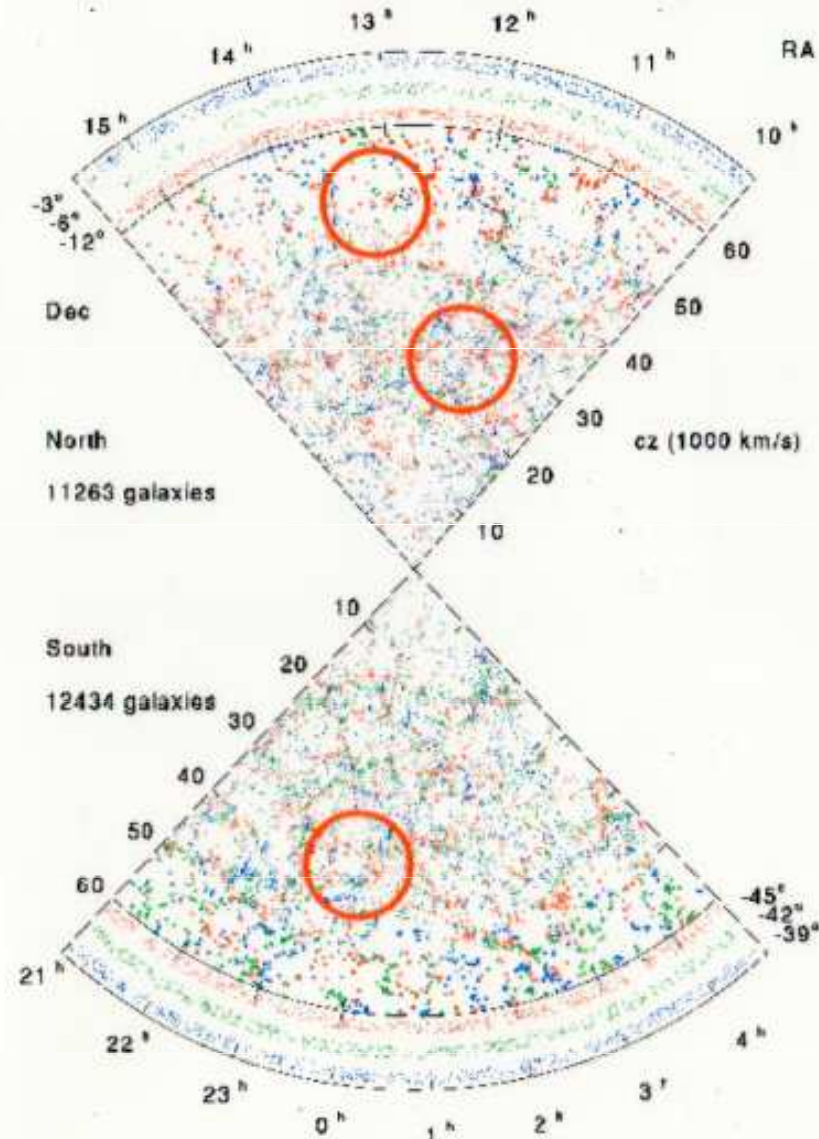 13 h
12 h
14 h
11 h
RA
15 h
10 h
-3°
-6°
-12°
60
Dec
50
40
30
North
cz (1000 km/s)
11263 galaxies
20
10
10
South
20
12434 galaxies
30
40
50
60
-45°
-42°
-39°
21 h
22 h
4 h
23 h
3 h
0 h
1 h
2 h